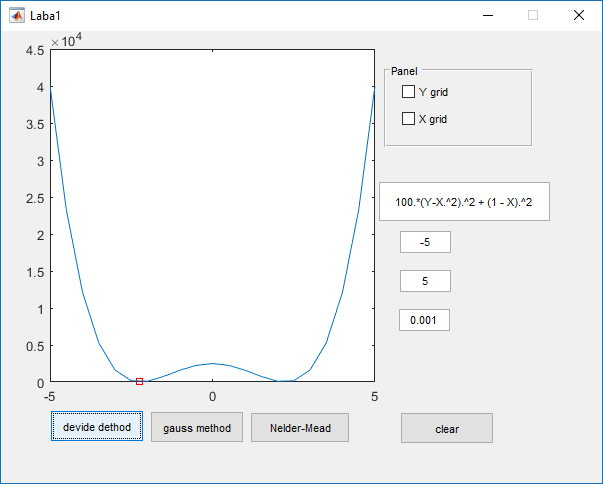 Laba1
×10^4
4.5
4
3.5
3
2.5
2
1.5
1
0.5
0
-5
0
5
Panel
Y grid
X grid
100.*(Y-X.^2).^2 + (1 - X).^2
-5
5
0.001
devide dethod
gauss method
Nelder-Mead
clear